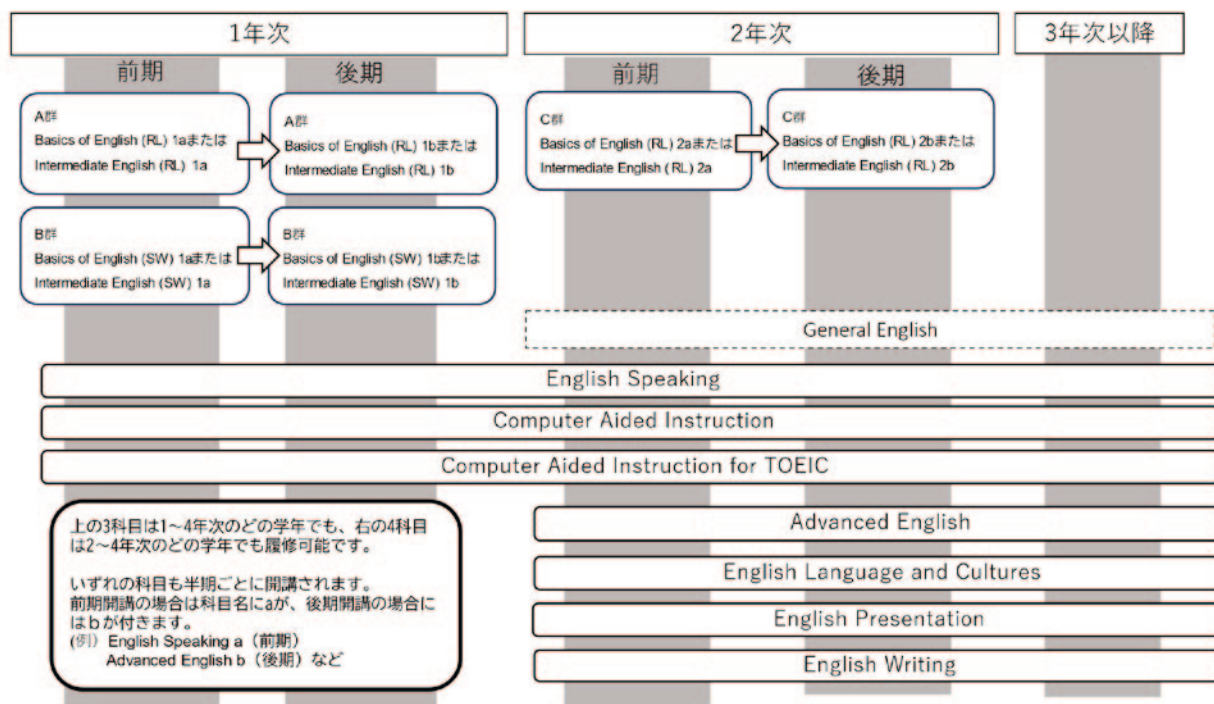 1年次
2年次
3年次以降
前期
後期
前期
後期
A群
Basics of English (RL) 1aまたは
Intermediate English (RL) 1a
A群
Basics of English (RL) 1bまたは
Intermediate English (RL) 1b
C群
Basics of English (RL) 2aまたは
Intermediate English (RL) 2a
C群
Basics of English (RL) 2bまたは
Intermediate English (RL) 2b
B群
Basics of English (SW) 1aまたは
Intermediate English (SW) 1a
B群
Basics of English (SW) 1bまたは
Intermediate English (SW) 1b
General English
English Speaking
Computer Aided Instruction
Computer Aided Instruction for TOEIC
上の3科目は1～4年次のどの学年でも、右の4科目
は2～4年次のどの学年でも履修可能です。
いずれの科目も半期ごとに開講されます。
前期開講の場合は科目名にaが、後期開講の場合に
はｂが付きます。
(例) English Speaking a（前期）
Advanced English b（後期）など
Advanced English
English Language and Cultures
English Presentation
English Writing